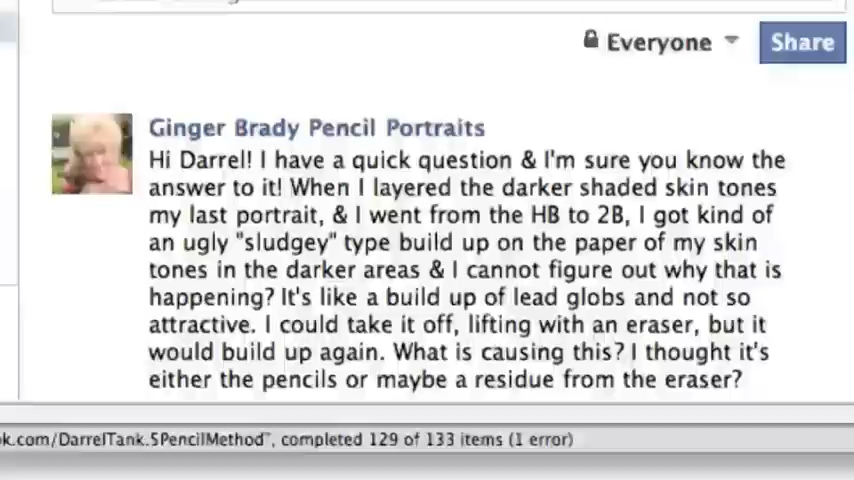 Everyone
Share
Ginger Brady Pencil Portraits
Hi Darrel! I have a quick question & I'm sure you know the
answer to it! When I layered the darker shaded skin tones
my last portrait, & I went from the HB to 2B, I got kind of
an ugly "sludgey" type build up on the paper of my skin
tones in the darker areas & I cannot figure out why that is
happening? It's like a build up of lead globs and not so
attractive. I could take it off, lifting with an eraser, but it
would build up again. What is causing this? I thought it's
either the pencils or maybe a residue from the eraser?
ok.com/DarrelTank.5PencilMethod", completed 129 of 133 items (1 error)